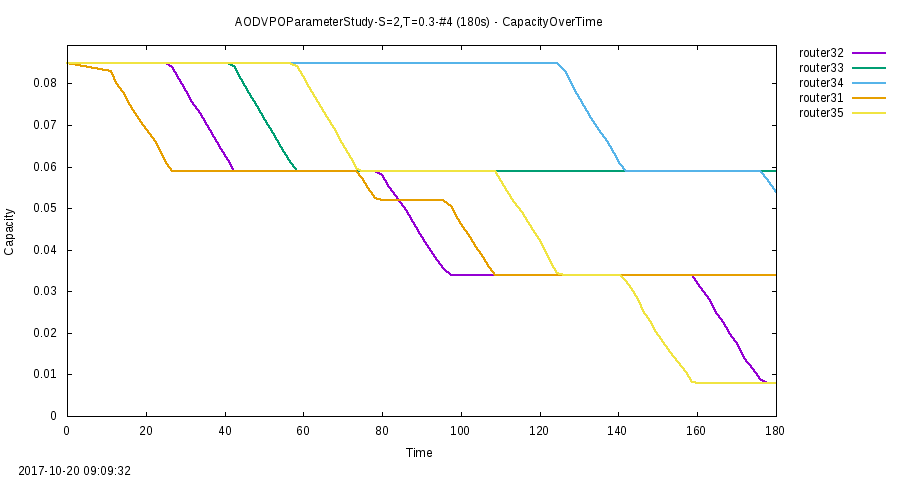 AODVPOParameterStudy-S=2,T=0.3-#4 (180s) - CapacityOverTime
router32
router33
router34
router31
router35
0.08
0.07
0.06
0.05
0.04
0.03
0.02
0.01
0
Capacity
0 20 40 60 80 100 120 140 160 180
Time
2017-10-20 09:09:32